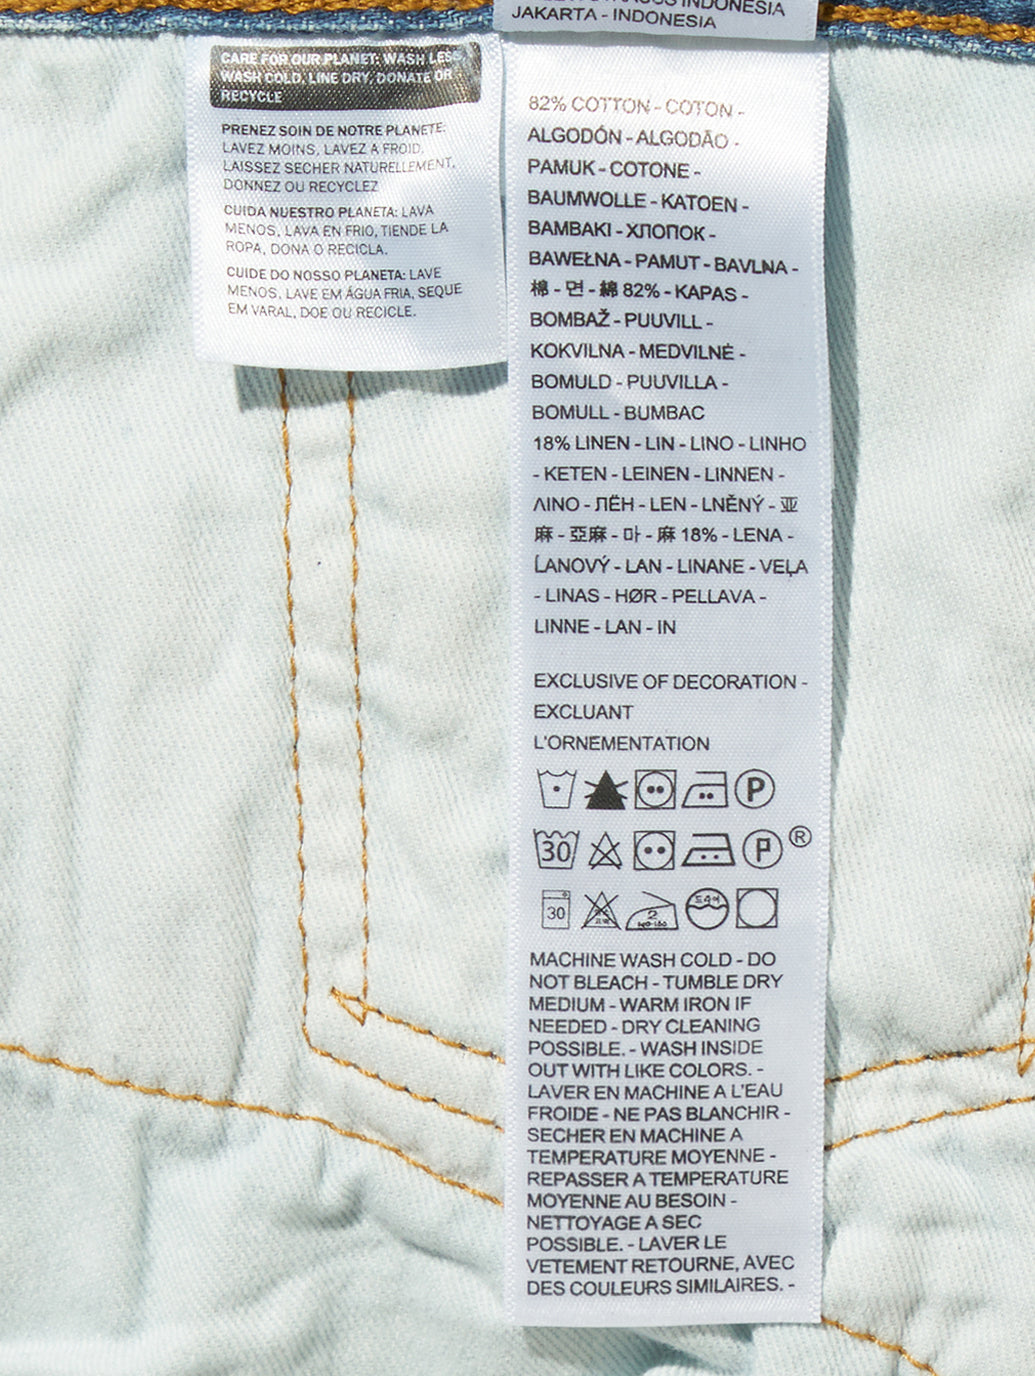 INDONESIA
JAKARTA - INDONESIA
CARE FOR OUR PLANET: WASH LESS,
WASH COLD, LINE DRY, DONATE OR
RECYCLE
PRENEZ SOIN DE NOTRE PLANETE:
LAVEZ MOINS, LAVEZ A FROID,
LAISSEZ SECHER NATURELLEMENT,
DONNEZ OU RECYCLEZ
CUIDA NUESTRO PLANETA: LAVA
MENOS, LAVA EN FRIO, TIENDE LA
ROPA, DONA O RECICLA.
CUIDE DO NOSSO PLANETA: LAVE
MENOS, LAVE EM ÁGUA FRIA, SEQUE
EM VARAL, DOE OU RECICLE.
82% COTTON - COTON -
ALGODÓN - ALGODÃO -
PAMUK - COTONE -
BAUMWOLLE - KATOEN -
BAMBAKI - ХЛОПОК -
BAWEŁNA - PAMUT - BAVLNA -
棉 - 면 - 綿 82% - KAPAS -
BOMBAŽ - PUUVILL -
KOKVILNA - MEDVILNĖ -
BOMULD - PUUVILLA -
BOMULL - BUMBAC
18% LINEN - LIN - LINO - LINHO
- KETEN - LEINEN - LINNEN -
ΛINO - ЛЁН - LEN - LNĚNÝ - 亚
麻 - 亞麻 - 마 - 麻 18% - LENA -
ĽANOVÝ - LAN - LINANE - VEĻA
- LINAS - HØR - PELLAVA -
LINNE - LAN - IN
EXCLUSIVE OF DECORATION -
EXCLUANT
L'ORNEMENTATION
P
30 P ®
30 2 드라이
MACHINE WASH COLD - DO
NOT BLEACH - TUMBLE DRY
MEDIUM - WARM IRON IF
NEEDED - DRY CLEANING
POSSIBLE. - WASH INSIDE
OUT WITH LIKE COLORS. -
LAVER EN MACHINE A L'EAU
FROIDE - NE PAS BLANCHIR -
SECHER EN MACHINE A
TEMPERATURE MOYENNE -
REPASSER A TEMPERATURE
MOYENNE AU BESOIN -
NETTOYAGE A SEC
POSSIBLE. - LAVER LE
VETEMENT RETOURNE, AVEC
DES COULEURS SIMILAIRES. -